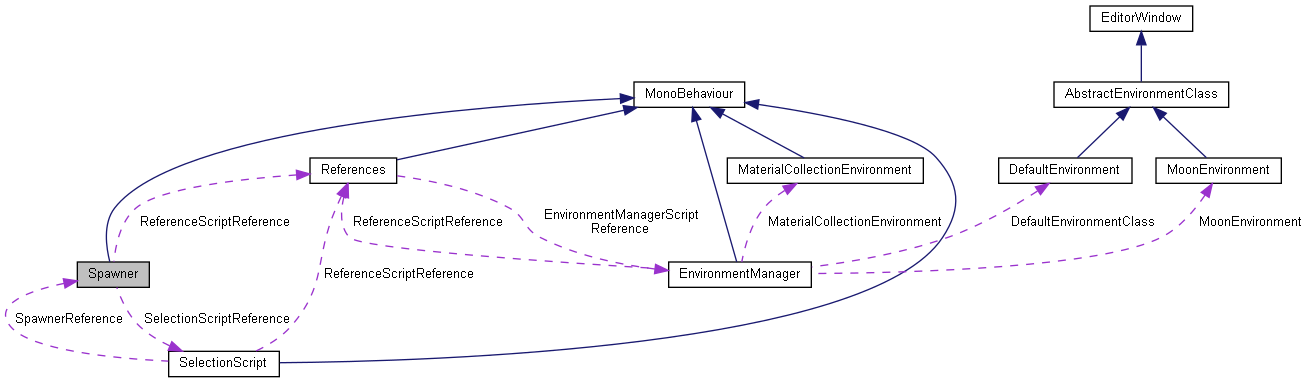 EditorWindow
MonoBehaviour
AbstractEnvironmentClass
References
MaterialCollectionEnvironment
DefaultEnvironment
MoonEnvironment
ReferenceScriptReference
ReferenceScriptReference
EnvironmentManagerScript
Reference
MaterialCollectionEnvironment
DefaultEnvironmentClass
MoonEnvironment
Spawner
ReferenceScriptReference
EnvironmentManager
SpawnerReference
SelectionScriptReference
SelectionScript